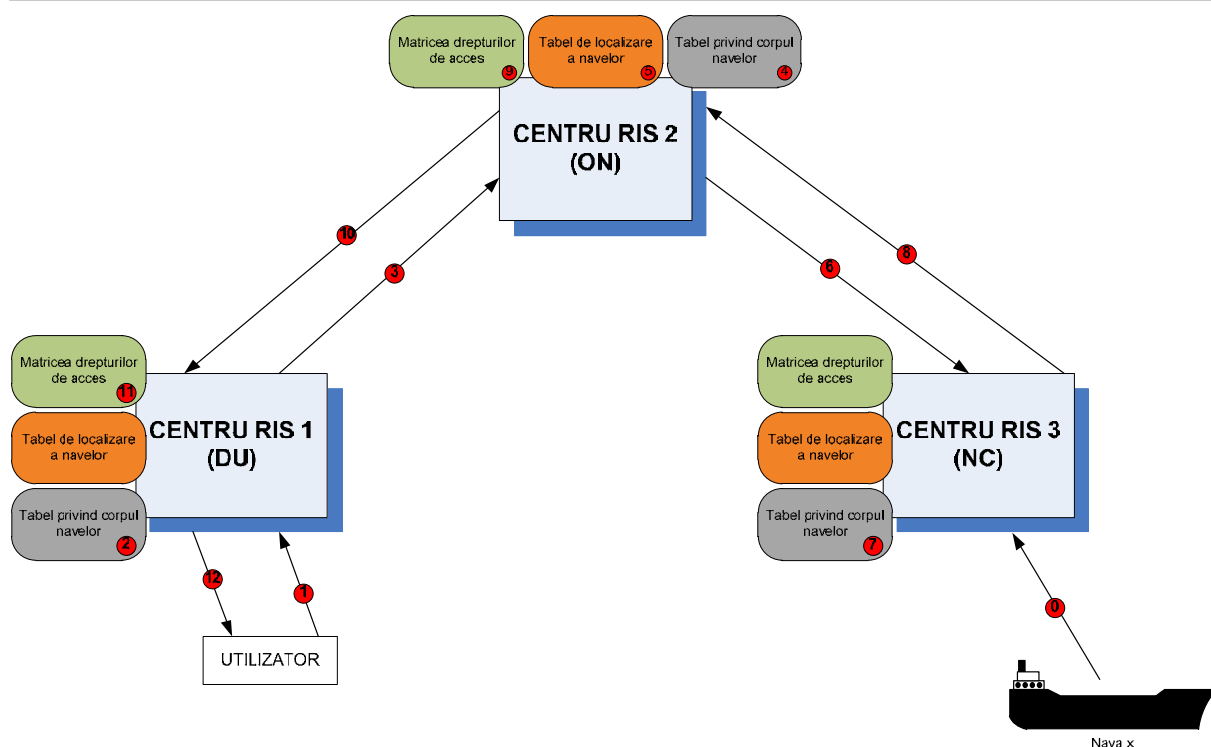 Matricea drepturilor
de acces
9
Tabel de localizare
a navelor
5
Tabel privind corpul
navelor
4
CENTRU RIS 2
(ON)
10
3
6
8
Matricea drepturilor
de acces
11
Tabel de localizare
a navelor
Tabel privind corpul
navelor
2
CENTRU RIS 1
(DU)
Matricea drepturilor
de acces
Tabel de localizare
a navelor
Tabel privind corpul
navelor
7
CENTRU RIS 3
(NC)
12
1
0
UTILIZATOR
Nava x